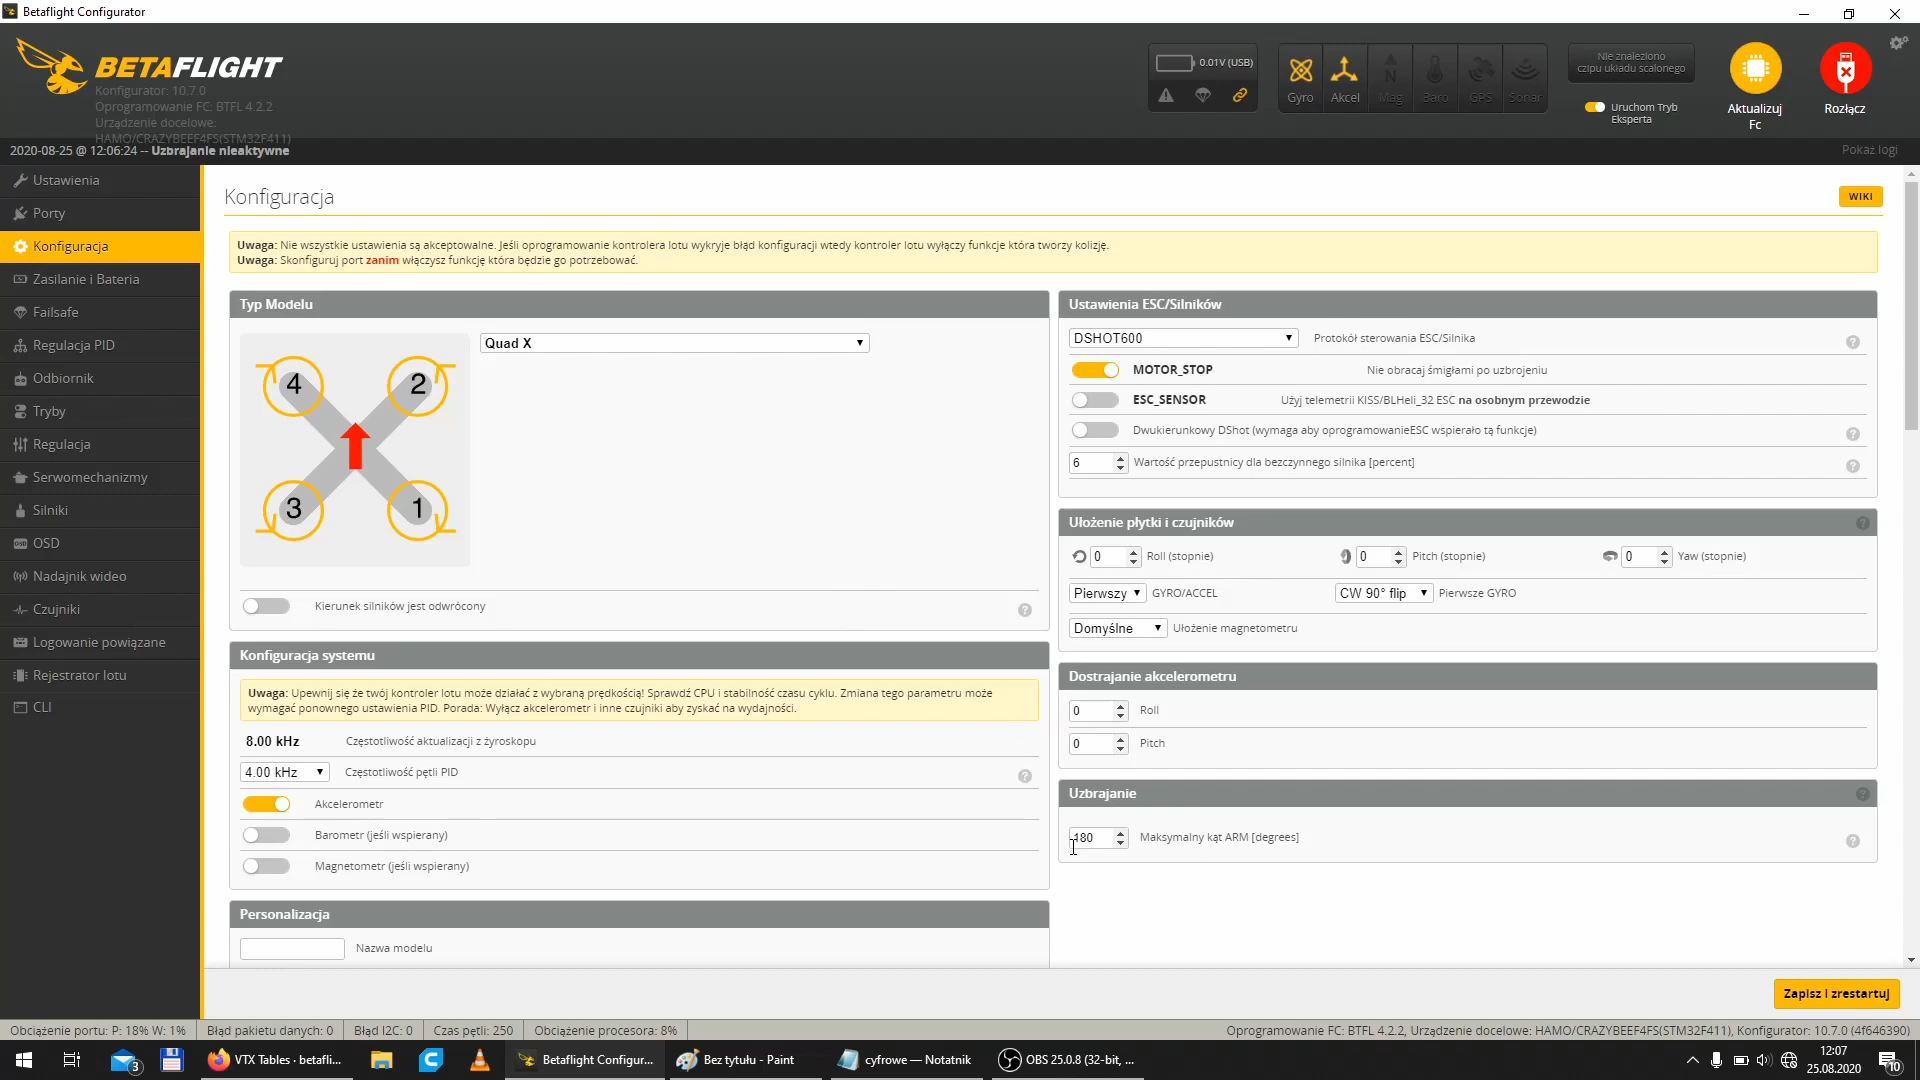 Betaflight Configurator
BETAFLIGHT
Konfigurator: 10.7.0
Oprogramowanie FC: BTFL 4.2.2
Urządzenie docelowe:
HAMO/CRAZYBEEF4FS(STM32F411)
0.01V (USB)
Gyro
Akcel
Mag
Baro
GPS
Sonar
Nie znaleziono
czipu układu scalonego
Uruchom Tryb
Eksperta
Aktualizuj
Fc
Rozłącz
2020-08-25 @ 12:06:24 -- Uzbrajanie nieaktywne
Pokaż logi
Ustawienia
Porty
Konfiguracja
Zasilanie i Bateria
Failsafe
Regulacja PID
Odbiornik
Tryby
Regulacja
Serwomechanizmy
Silniki
OSD
Nadajnik wideo
Czujniki
Logowanie powiązane
Rejestrator lotu
CLI
Konfiguracja
WIKI
Uwaga: Nie wszystkie ustawienia są akceptowalne. Jeśli oprogramowanie kontrolera lotu wykryje błąd konfiguracji wtedy kontroler lotu wyłączy funkcje która tworzy kolizję.
Uwaga: Skonfiguruj port zanim włączysz funkcję która będzie go potrzebować.
Typ Modelu
Quad X
4
2
3
1
Kierunek silników jest odwrócony
Konfiguracja systemu
Uwaga: Upewnij się że twój kontroler lotu może działać z wybraną prędkością! Sprawdź CPU i stabilność czasu cyklu. Zmiana tego parametru może
wymagać ponownego ustawienia PID. Porada: Wyłącz akcelerometr i inne czujniki aby zyskać na wydajności.
8.00 kHz Częstotliwość aktualizacji z żyroskopu
4.00 kHz Częstotliwość pętli PID
Akcelerometr
Barometr (jeśli wspierany)
Magnetometr (jeśli wspierany)
Personalizacja
Nazwa modelu
Ustawienia ESC/Silników
DSHOT600 Protokół sterowania ESC/Silnika
MOTOR_STOP Nie obracaj śmigłami po uzbrojeniu
ESC_SENSOR Użyj telemetrii KISS/BLHeli_32 ESC na osobnym przewodzie
Dwukierunkowy DShot (wymaga aby oprogramowanieESC wspierało tą funkcje)
6 Wartość przepustnicy dla bezczynnego silnika [percent]
Ułożenie płytki i czujników
0 Roll (stopnie) 0 Pitch (stopnie) 0 Yaw (stopnie)
Pierwszy GYRO/ACCEL CW 90° flip Pierwsze GYRO
Domyślne Ułożenie magnetometru
Dostrajanie akcelerometru
0 Roll
0 Pitch
Uzbrajanie
180 Maksymalny kąt ARM [degrees]
Zapisz i zrestartuj
Obciążenie portu: P: 18% W: 1% Błąd pakietu danych: 0 Błąd I2C: 0 Czas pętli: 250 Obciążenie procesora: 8% Oprogramowanie FC: BTFL 4.2.2, Urządzenie docelowe: HAMO/CRAZYBEEF4FS(STM32F411), Konfigurator: 10.7.0 (4f646390)
3
VTX Tables · betafli...
Betaflight Configur...
Bez tytułu - Paint
cyfrowe — Notatnik
OBS 25.0.8 (32-bit, ...
12:07
25.08.2020
10